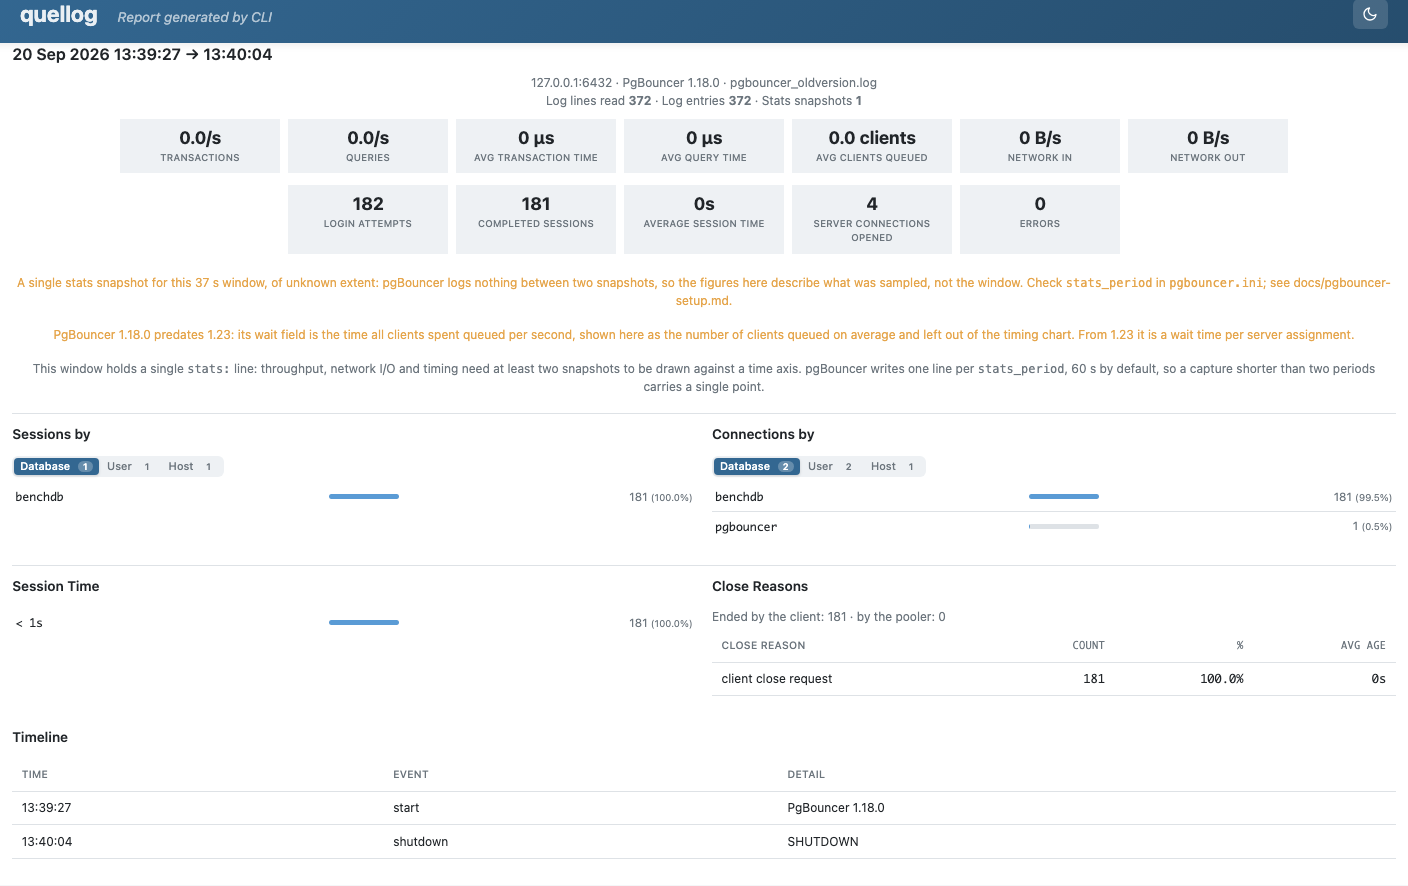 quellog Report generated by CLI
20 Sep 2026 13:39:27 → 13:40:04
127.0.0.1:6432 · PgBouncer 1.18.0 · pgbouncer_oldversion.log
Log lines read 372 · Log entries 372 · Stats snapshots 1
0.0/s
TRANSACTIONS
0.0/s
QUERIES
0 µs
AVG TRANSACTION TIME
0 µs
AVG QUERY TIME
0.0 clients
AVG CLIENTS QUEUED
0 B/s
NETWORK IN
0 B/s
NETWORK OUT
182
LOGIN ATTEMPTS
181
COMPLETED SESSIONS
0s
AVERAGE SESSION TIME
4
SERVER CONNECTIONS
OPENED
0
ERRORS
A single stats snapshot for this 37 s window, of unknown extent: pgBouncer logs nothing between two snapshots, so the figures here describe what was sampled, not the window. Check stats_period in pgbouncer.ini; see docs/pgbouncer-
setup.md.
PgBouncer 1.18.0 predates 1.23: its wait field is the time all clients spent queued per second, shown here as the number of clients queued on average and left out of the timing chart. From 1.23 it is a wait time per server assignment.
This window holds a single stats: line: throughput, network I/O and timing need at least two snapshots to be drawn against a time axis. pgBouncer writes one line per stats_period, 60 s by default, so a capture shorter than two periods
carries a single point.
Sessions by
Database 1 User 1 Host 1
benchdb 181 (100.0%)
Connections by
Database 2 User 2 Host 1
benchdb 181 (99.5%)
pgbouncer 1 (0.5%)
Session Time
< 1s 181 (100.0%)
Close Reasons
Ended by the client: 181 · by the pooler: 0
CLOSE REASON COUNT % AVG AGE
client close request 181 100.0% 0s
Timeline
TIME EVENT DETAIL
13:39:27 start PgBouncer 1.18.0
13:40:04 shutdown SHUTDOWN